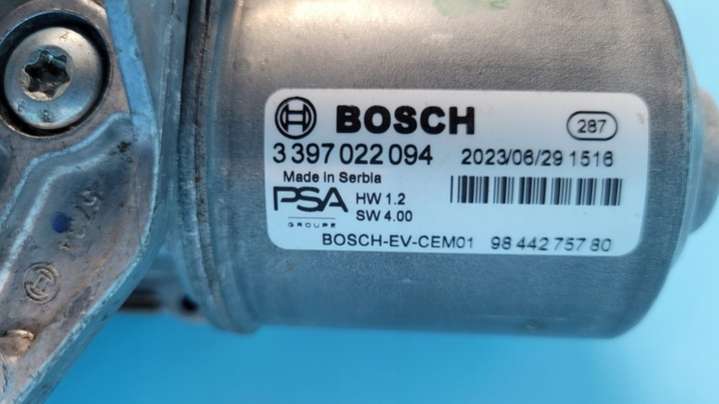 BOSCH 287
3 397 022 094 2023/06/29 1516
Made in Serbia
PSA HW 1.2
GROUPE SW 4.00
BOSCH-EV-CEM01 98 442 757 80